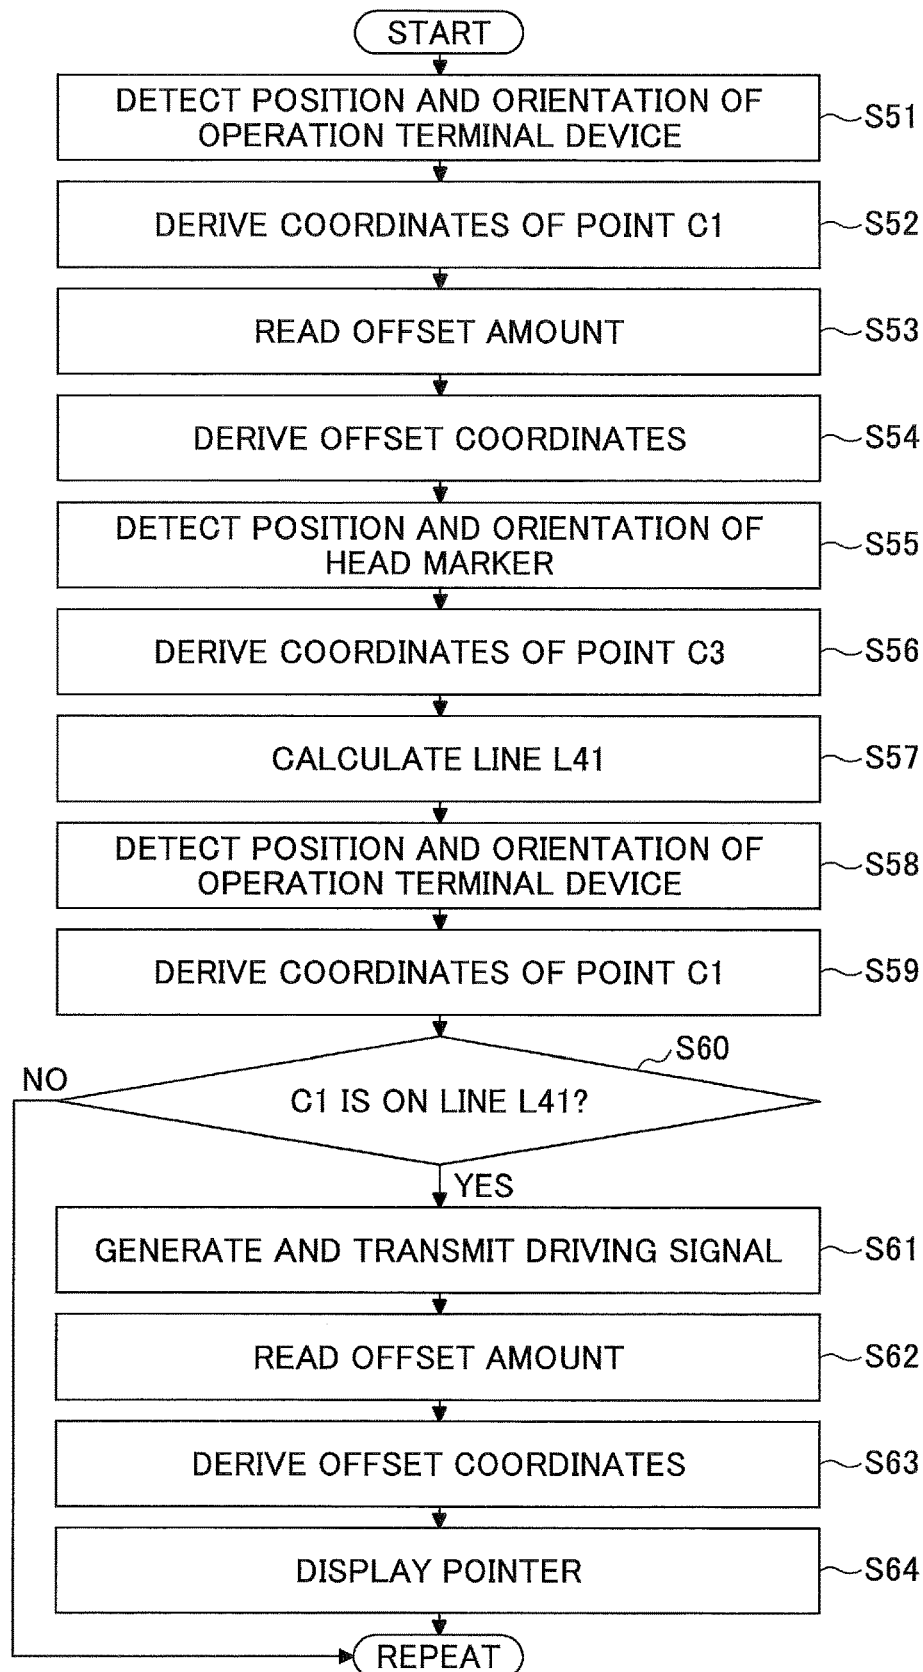 START
DETECT POSITION AND ORIENTATION OF
OPERATION TERMINAL DEVICE
S51
DERIVE COORDINATES OF POINT C1
S52
READ OFFSET AMOUNT
S53
DERIVE OFFSET COORDINATES
S54
DETECT POSITION AND ORIENTATION OF
HEAD MARKER
S55
DERIVE COORDINATES OF POINT C3
S56
CALCULATE LINE L41
S57
DETECT POSITION AND ORIENTATION OF
OPERATION TERMINAL DEVICE
S58
DERIVE COORDINATES OF POINT C1
S59
S60
NO
C1 IS ON LINE L41?
YES
GENERATE AND TRANSMIT DRIVING SIGNAL
S61
READ OFFSET AMOUNT
S62
DERIVE OFFSET COORDINATES
S63
DISPLAY POINTER
S64
REPEAT